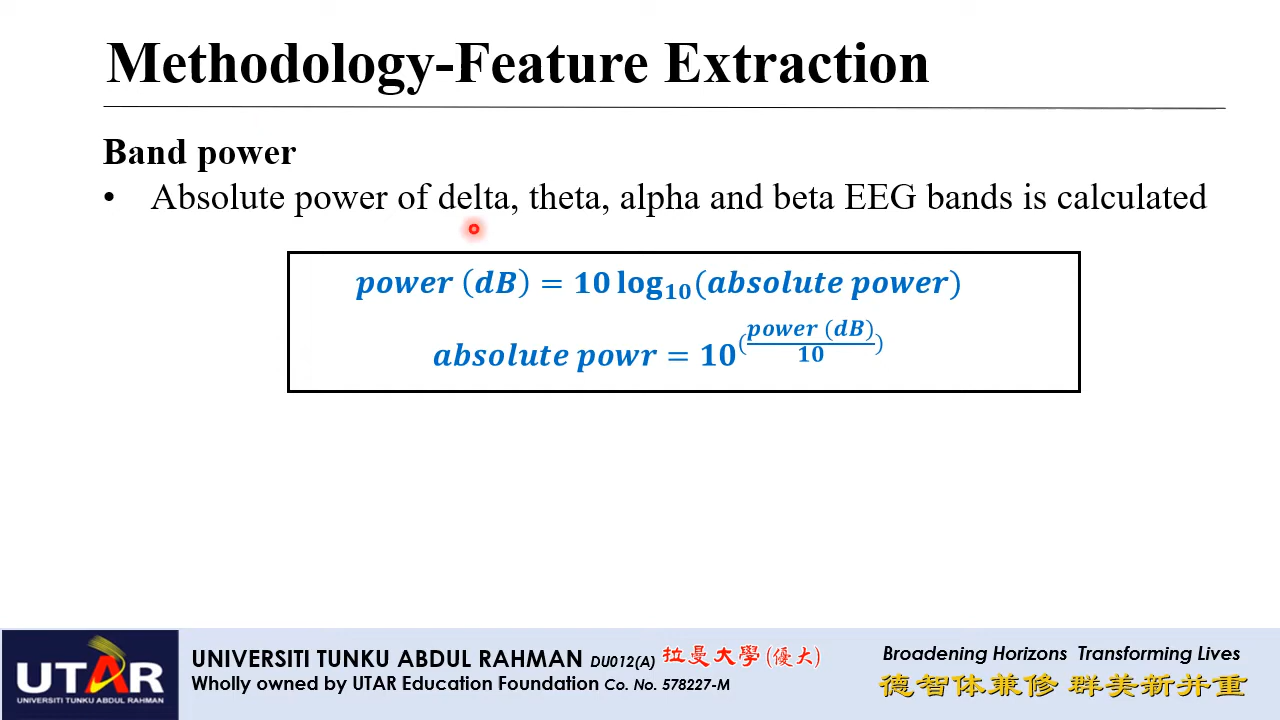 Methodology-Feature Extraction
Band power
• Absolute power of delta, theta, alpha and beta EEG bands is calculated
power (dB) = 10 log₁₀(absolute power)
absolute powr = 10^(power (dB)/10)
UTAR
UNIVERSITI TUNKU ABDUL RAHMAN
UNIVERSITI TUNKU ABDUL RAHMAN DU012(A) 拉曼大學(優大)
Wholly owned by UTAR Education Foundation Co. No. 578227-M
Broadening Horizons Transforming Lives
德智体兼修 群美新并重